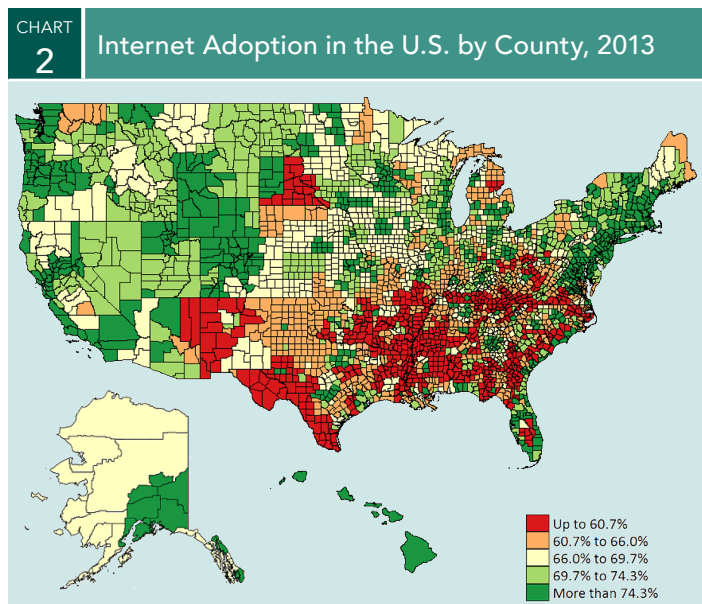 CHART
2
Internet Adoption in the U.S. by County, 2013
Up to 60.7%
60.7% to 66.0%
66.0% to 69.7%
69.7% to 74.3%
More than 74.3%